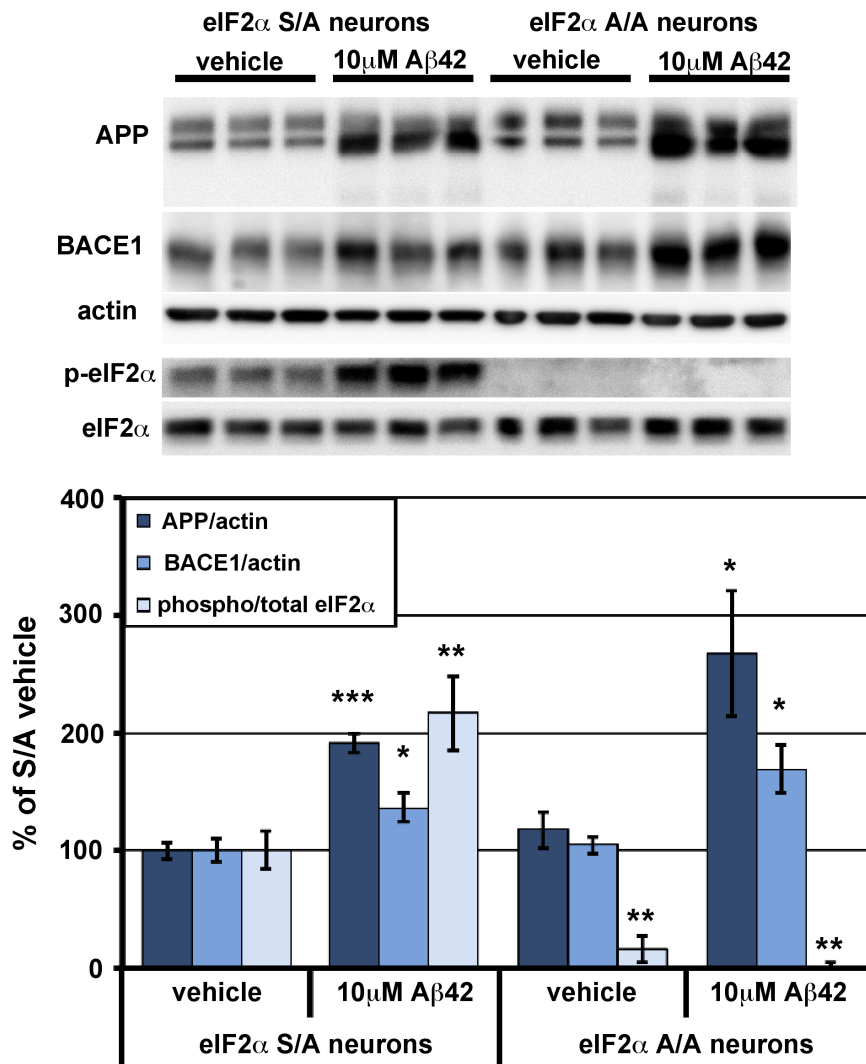 eIF2α S/A neurons eIF2α A/A neurons
vehicle 10μM Aβ42 vehicle 10μM Aβ42
APP
BACE1
actin
p-eIF2α
eIF2α
% of S/A vehicle
400
300
200
100
0
APP/actin
BACE1/actin
phospho/total eIF2α
*** * ** ** * * **
vehicle 10μM Aβ42 vehicle 10μM Aβ42
eIF2α S/A neurons eIF2α A/A neurons